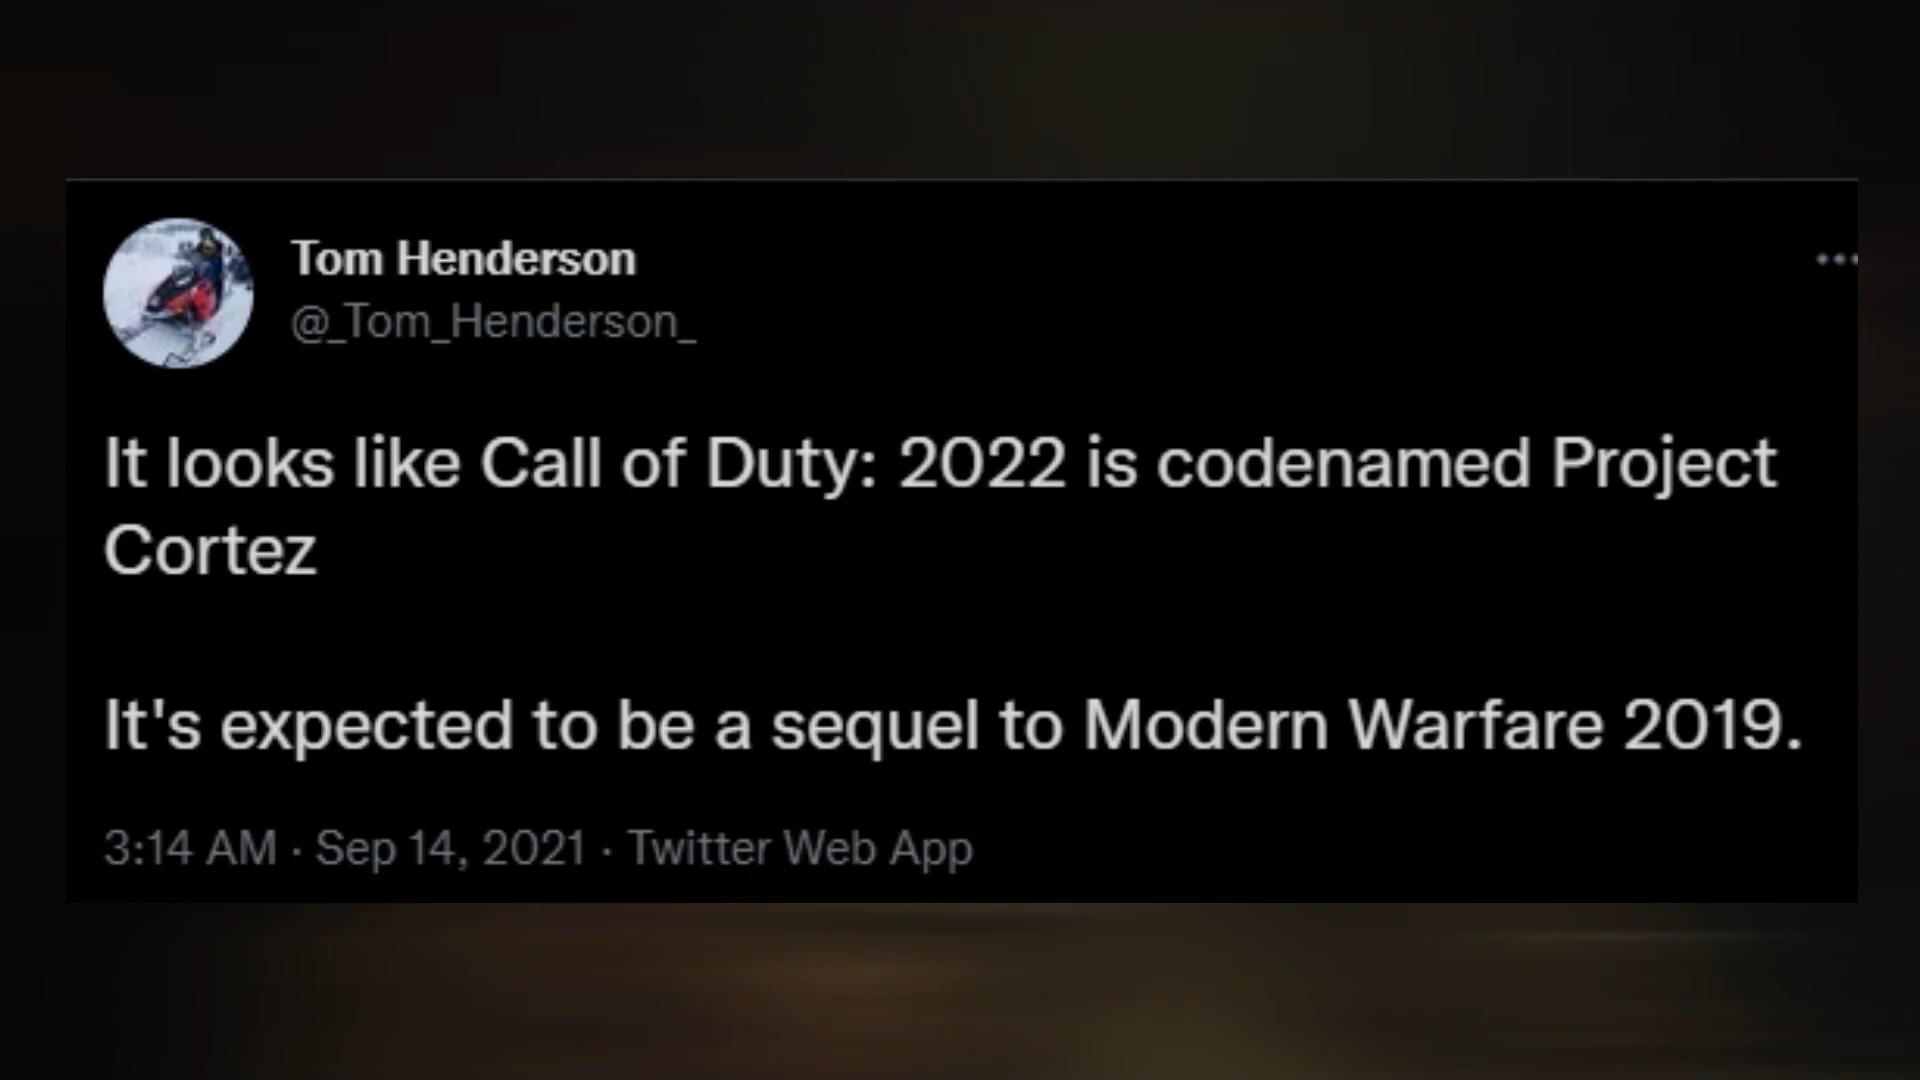 Tom Henderson
@_Tom_Henderson_
It looks like Call of Duty: 2022 is codenamed Project
Cortez
It's expected to be a sequel to Modern Warfare 2019.
3:14 AM · Sep 14, 2021 · Twitter Web App